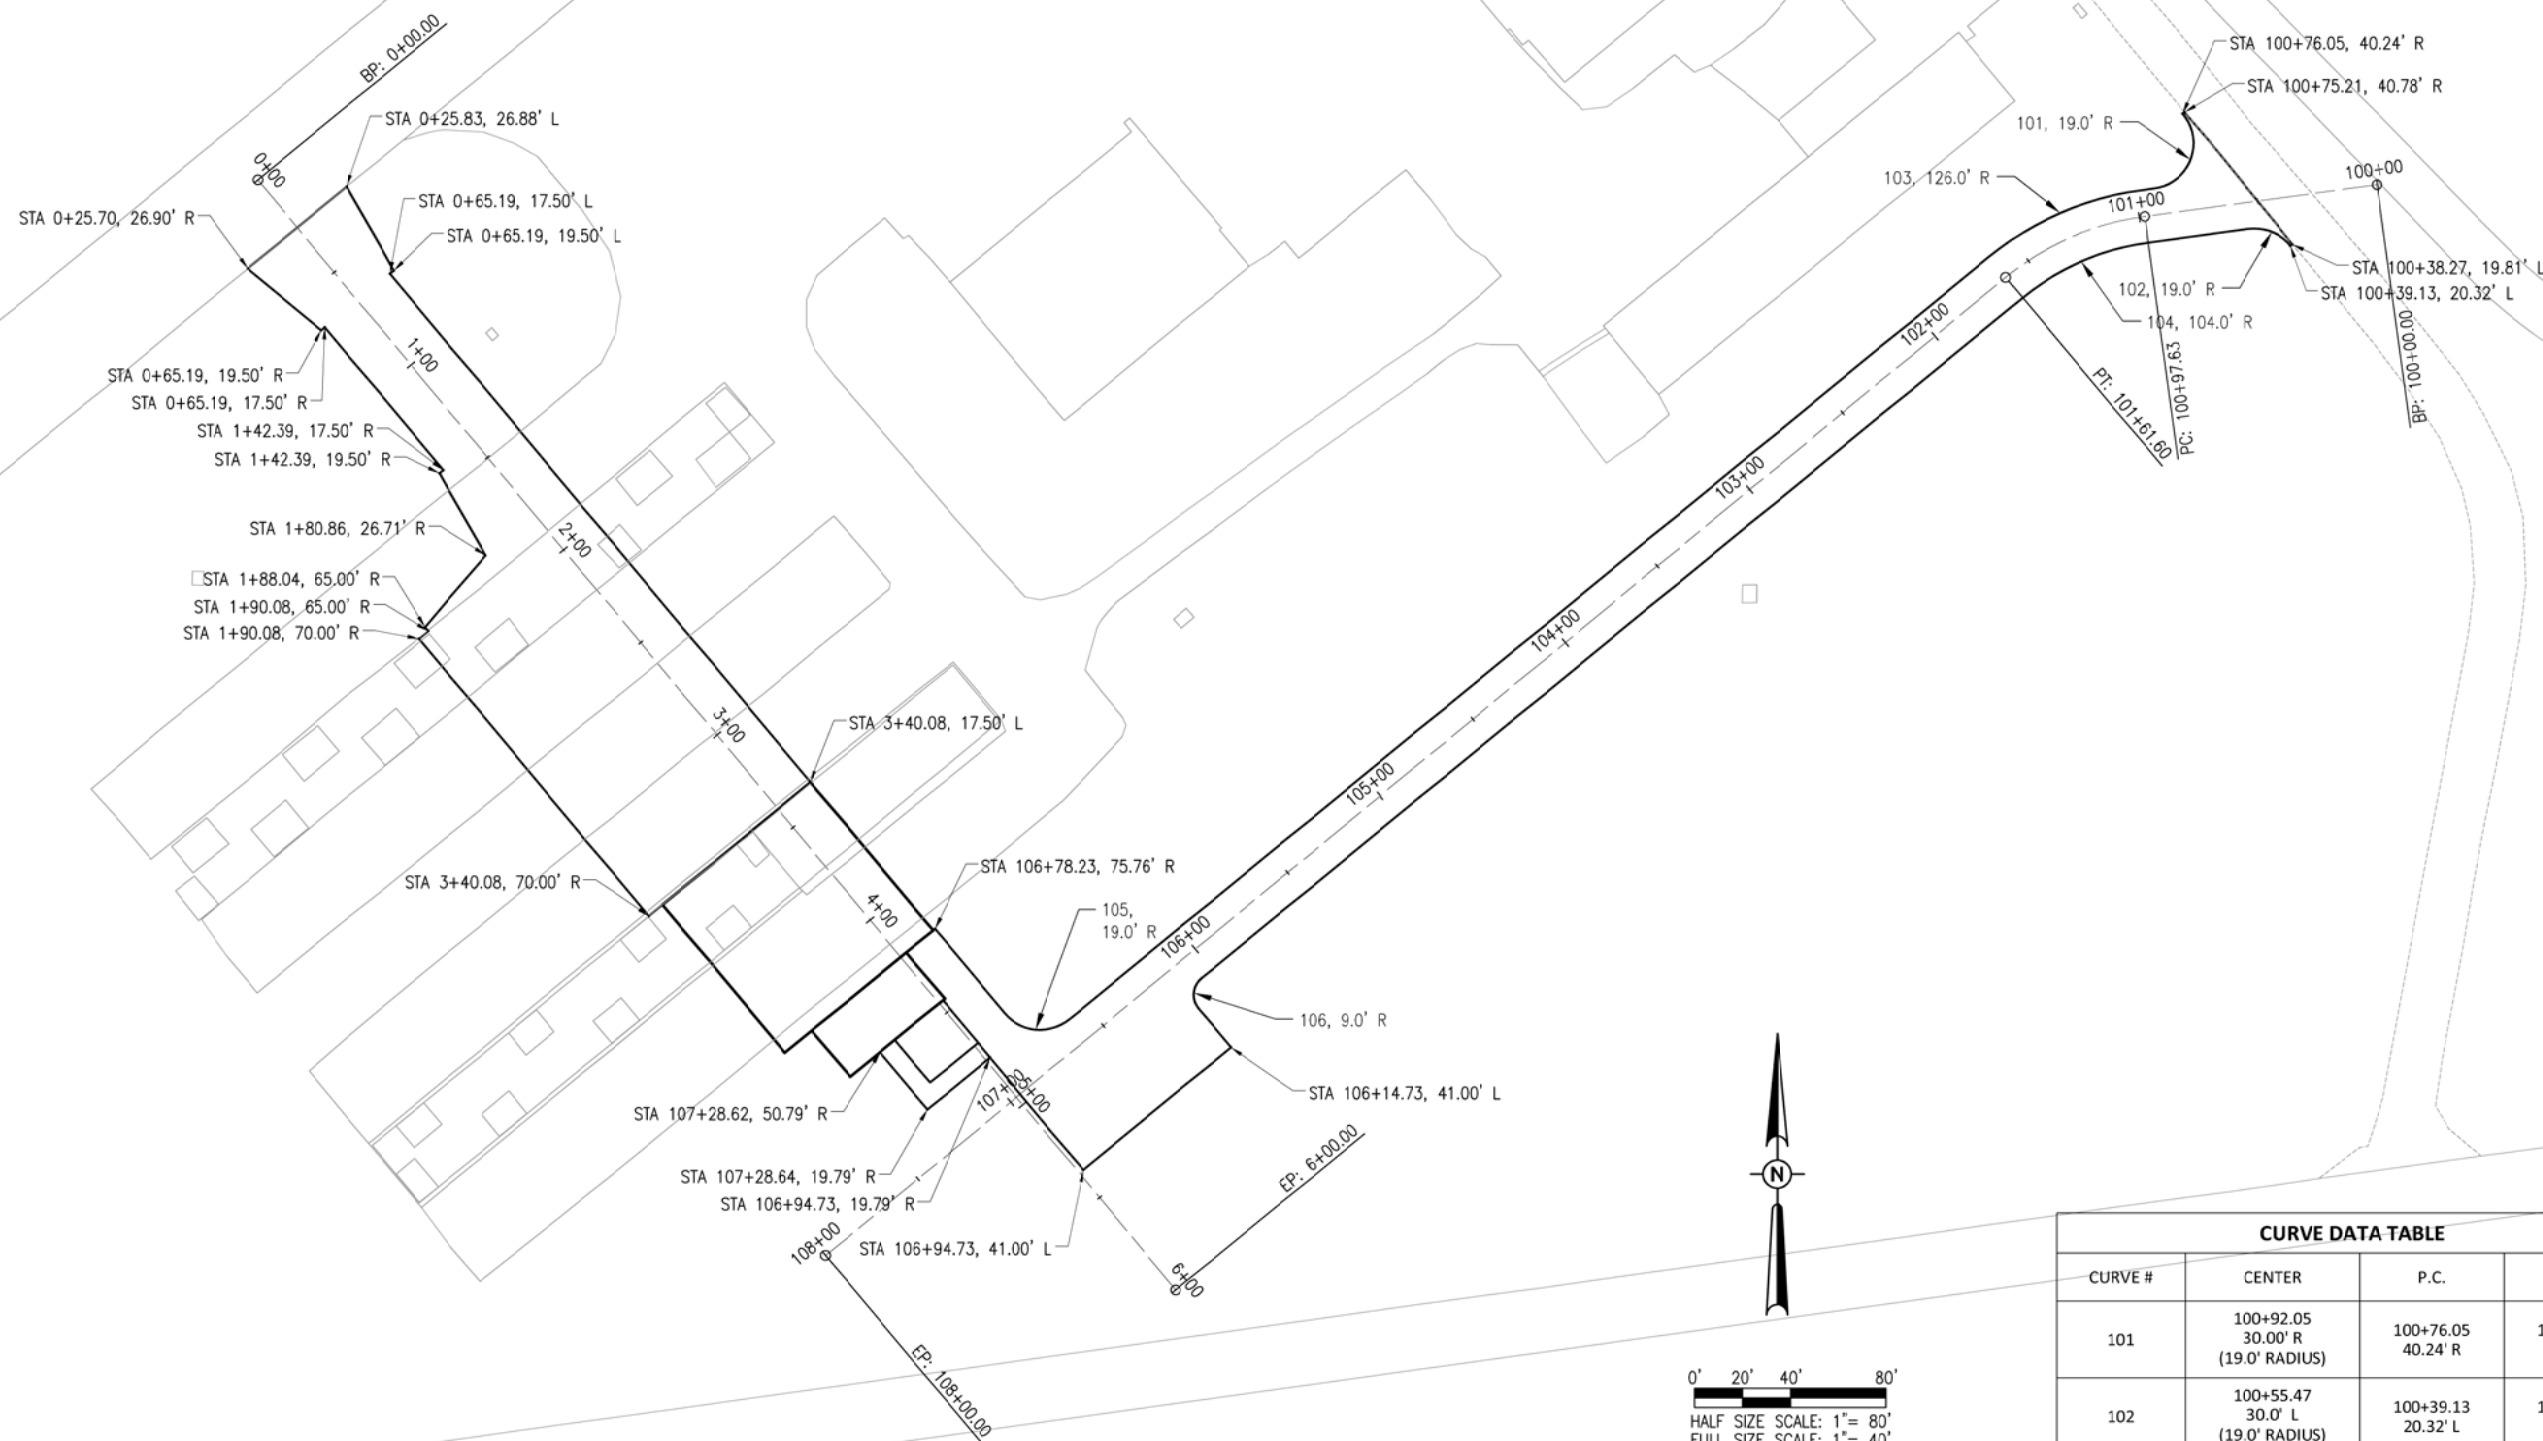 BP: 0+00.00
0+00
STA 0+25.83, 26.88' L
STA 0+65.19, 17.50' L
STA 0+65.19, 19.50' L
STA 0+25.70, 26.90' R
1+00
STA 0+65.19, 19.50' R
STA 0+65.19, 17.50' R
STA 1+42.39, 17.50' R
STA 1+42.39, 19.50' R
2+00
STA 1+80.86, 26.71' R
STA 1+88.04, 65.00' R
STA 1+90.08, 65.00' R
STA 1+90.08, 70.00' R
3+00
STA 3+40.08, 17.50' L
STA 3+40.08, 70.00' R
4+00
STA 106+78.23, 75.76' R
105,
19.0' R
106+00
106, 9.0' R
STA 106+14.73, 41.00' L
107+00
5+00
STA 107+28.62, 50.79' R
STA 107+28.64, 19.79' R
STA 106+94.73, 19.79' R
STA 106+94.73, 41.00' L
108+00
EP: 108+00.00
6+00
EP: 6+00.00
105+00
104+00
103+00
102+00
STA 100+76.05, 40.24' R
STA 100+75.21, 40.78' R
101, 19.0' R
103, 126.0' R
101+00
100+00
STA 100+38.27, 19.81' L
102, 19.0' R
STA 100+39.13, 20.32' L
104, 104.0' R
PT: 101+61.60
PC: 100+97.63
BP: 100+00.00
N
0' 20' 40' 80'
HALF SIZE SCALE: 1"= 80'
FULL SIZE SCALE: 1"= 40'
CURVE DATA TABLE
CURVE # CENTER P.C.
101
100+92.05
30.00' R
(19.0' RADIUS)
100+76.05
40.24' R
1
102
100+55.47
30.0' L
(19.0' RADIUS)
100+39.13
20.32' L
1